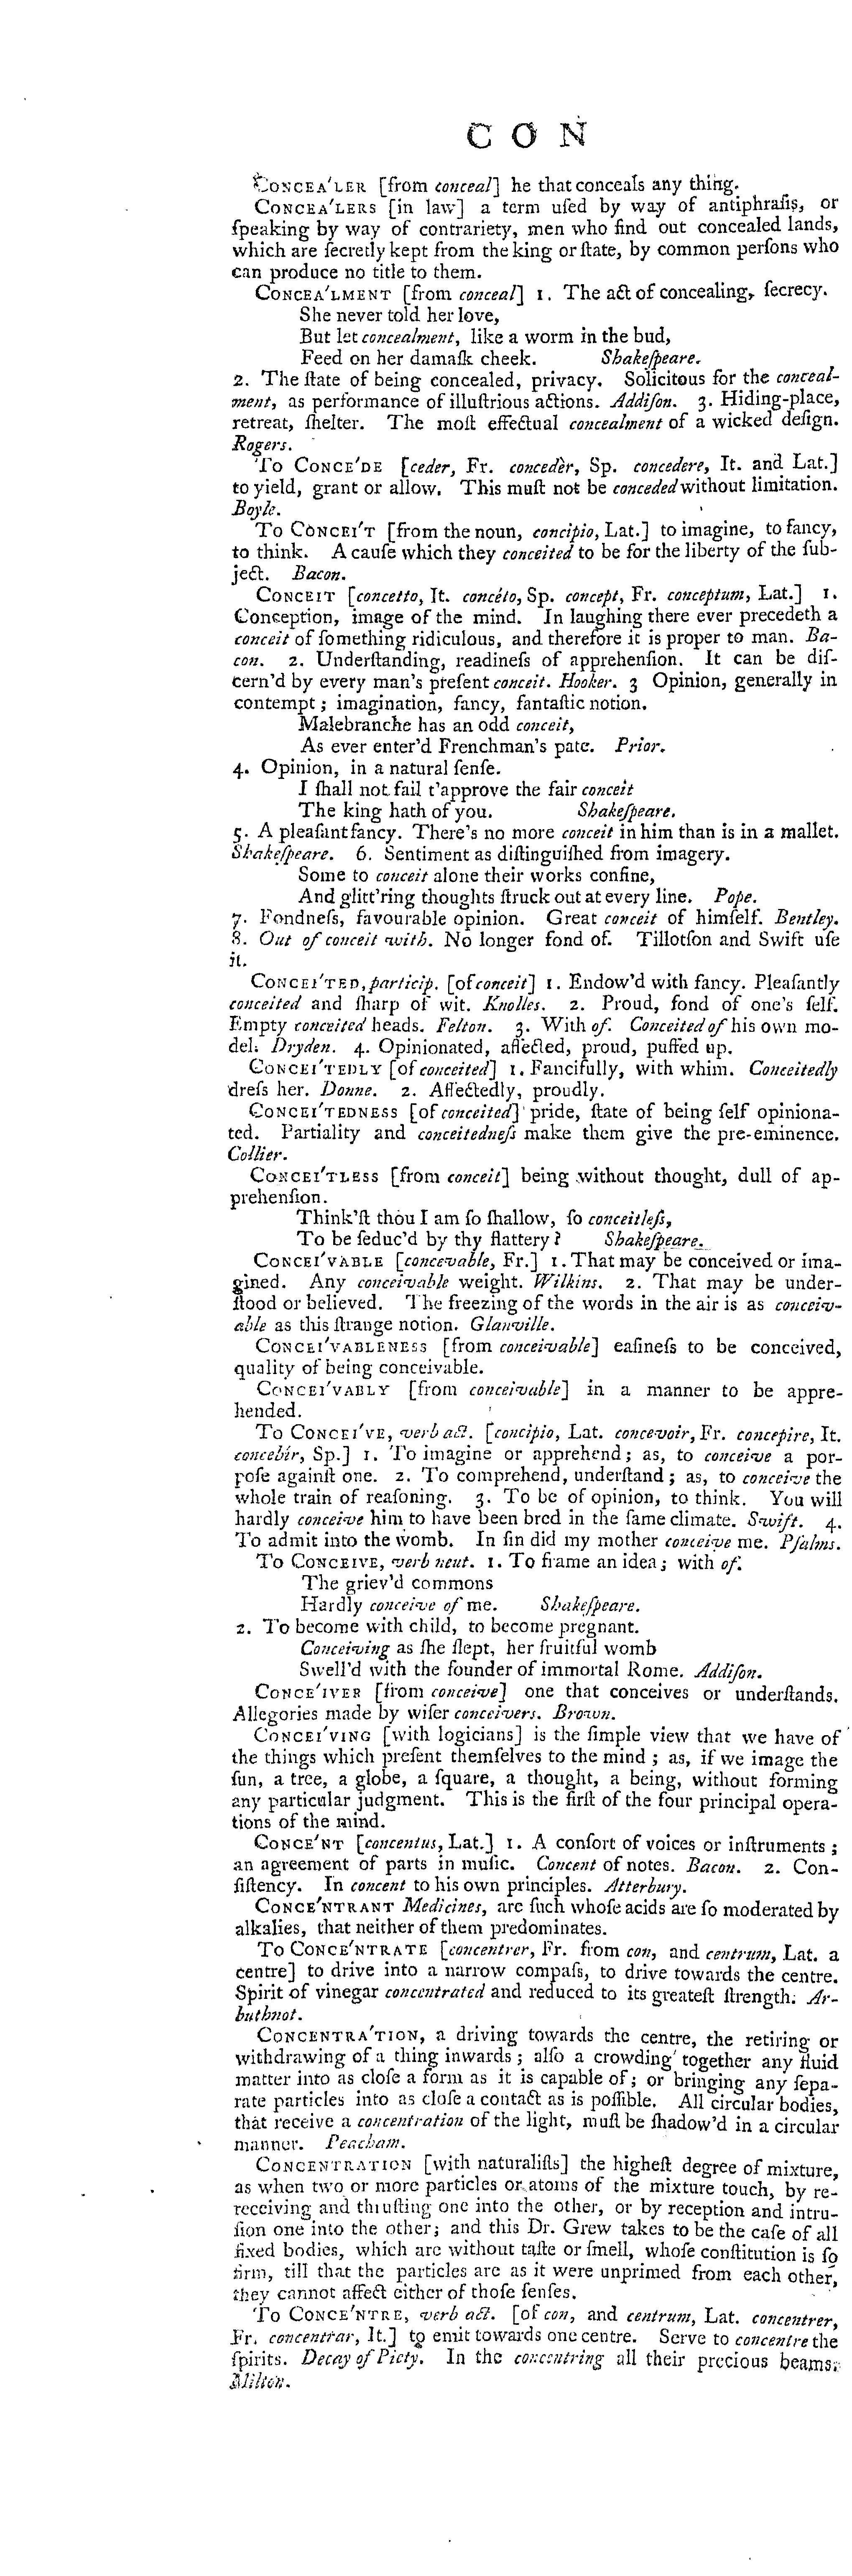 C O N
CONCEA'LER [from conceal] he that conceals any thing.
CONCEA'LERS [in law] a term uſed by way of antiphraſis, or
ſpeaking by way of contrariety, men who find out concealed lands,
which are ſecretly kept from the king or ſtate, by common perſons who
can produce no title to them.
CONCEA'LMENT [from conceal] 1. The act of concealing, ſecrecy.
She never told her love,
But let concealment, like a worm in the bud,
Feed on her damaſk cheek. Shakeſpeare.
2. The ſtate of being concealed, privacy. Solicitous for the conceal-
ment, as performance of illuſtrious actions. Addiſon. 3. Hiding-place,
retreat, ſhelter. The moſt effectual concealment of a wicked deſign.
Rogers.
To CONCE'DE [ceder, Fr. concedèr, Sp. concedere, It. and Lat.]
to yield, grant or allow. This muſt not be conceded without limitation.
Boyle.
To CONCEI'T [from the noun, concipio, Lat.] to imagine, to fancy,
to think. A cauſe which they conceited to be for the liberty of the ſub-
ject. Bacon.
CONCEIT [concetto, It. concéto, Sp. concept, Fr. conceptum, Lat.] 1.
Conception, image of the mind. In laughing there ever precedeth a
conceit of ſomething ridiculous, and therefore it is proper to man. Ba-
con. 2. Underſtanding, readineſs of apprehenſion. It can be diſ-
cern'd by every man's preſent conceit. Hooker. 3 Opinion, generally in
contempt; imagination, fancy, fantaſtic notion.
Malebranche has an odd conceit,
As ever enter'd Frenchman's pate. Prior.
4. Opinion, in a natural ſenſe.
I ſhall not fail t'approve the fair conceit
The king hath of you. Shakeſpeare.
5. A pleaſant fancy. There's no more conceit in him than is in a mallet.
Shakeſpeare. 6. Sentiment as diſtinguiſhed from imagery.
Some to conceit alone their works confine,
And glitt'ring thoughts ſtruck out at every line. Pope.
7. Fondneſs, favourable opinion. Great conceit of himſelf. Bentley.
8. Out of conceit with. No longer fond of. Tillotſon and Swift uſe
it.
CONCEI'TED, particip. [of conceit] 1. Endow'd with fancy. Pleaſantly
conceited and ſharp of wit. Knolles. 2. Proud, fond of one's ſelf.
Empty conceited heads. Felton. 3. With of. Conceited of his own mo-
del. Dryden. 4. Opinionated, affected, proud, puffed up.
CONCEI'TEDLY [of conceited] 1. Fancifully, with whim. Conceitedly
dreſs her. Donne. 2. Affectedly, proudly.
CONCEI'TEDNESS [of conceited] pride, ſtate of being ſelf opiniona-
ted. Partiality and conceitedneſs make them give the pre-eminence.
Collier.
CONCEI'TLESS [from conceit] being without thought, dull of ap-
prehenſion.
Think'ſt thou I am ſo ſhallow, ſo conceitleſs,
To be ſeduc'd by thy flattery? Shakeſpeare.
CONCEI'VABLE [concevable, Fr.] 1. That may be conceived or ima-
gined. Any conceivable weight. Wilkins. 2. That may be under-
ſtood or believed. The freezing of the words in the air is as conceiv-
able as this ſtrange notion. Glanville.
CONCEI'VABLENESS [from conceivable] eaſineſs to be conceived,
quality of being conceivable.
CONCEI'VABLY [from conceivable] in a manner to be appre-
hended.
To CONCEI'VE, verb act. [concipio, Lat. concevoir, Fr. concepire, It.
concebír, Sp.] 1. To imagine or apprehend; as, to conceive a por-
poſe againſt one. 2. To comprehend, underſtand; as, to conceive the
whole train of reaſoning. 3. To be of opinion, to think. You will
hardly conceive him to have been bred in the ſame climate. Swift. 4.
To admit into the womb. In ſin did my mother conceive me. Pſalms.
To CONCEIVE, verb neut. 1. To frame an idea; with of.
The griev'd commons
Hardly conceive of me. Shakeſpeare.
2. To become with child, to become pregnant.
Conceiving as ſhe ſlept, her fruitful womb
Swell'd with the founder of immortal Rome. Addiſon.
CONCE'IVER [from conceive] one that conceives or underſtands.
Allegories made by wiſer conceivers. Brown.
CONCEI'VING [with logicians] is the ſimple view that we have of
the things which preſent themſelves to the mind; as, if we image the
ſun, a tree, a globe, a ſquare, a thought, a being, without forming
any particular judgment. This is the firſt of the four principal opera-
tions of the mind.
CONCE'NT [concentus, Lat.] 1. A conſort of voices or inſtruments;
an agreement of parts in muſic. Concent of notes. Bacon. 2. Con-
ſiſtency. In concent to his own principles. Atterbury.
CONCE'NTRANT Medicines, are ſuch whoſe acids are ſo moderated by
alkalies, that neither of them predominates.
To CONCE'NTRATE [concentrer, Fr. from con, and centrum, Lat. a
centre] to drive into a narrow compaſs, to drive towards the centre.
Spirit of vinegar concentrated and reduced to its greateſt ſtrength. Ar-
buthnot.
CONCENTRA'TION, a driving towards the centre, the retiring or
withdrawing of a thing inwards; alſo a crowding together any fluid
matter into as cloſe a form as it is capable of; or bringing any ſepa-
rate particles into as cloſe a contact as is poſſible. All circular bodies,
that receive a concentration of the light, muſt be ſhadow'd in a circular
manner. Peacham.
CONCENTRATION [with naturaliſts] the higheſt degree of mixture,
as when two or more particles or atoms of the mixture touch, by re-
receiving and thruſting one into the other, or by reception and intru-
ſion one into the other; and this Dr. Grew takes to be the caſe of all
fixed bodies, which are without taſte or ſmell, whoſe conſtitution is ſo
firm, till that the particles are as it were unprimed from each other,
they cannot affect either of thoſe ſenſes.
To CONCE'NTRE, verb act. [of con, and centrum, Lat. concentrer,
Fr. concentrar, It.] to emit towards one centre. Serve to concentre the
ſpirits. Decay of Piety. In the concentring all their precious beams.
Milton.